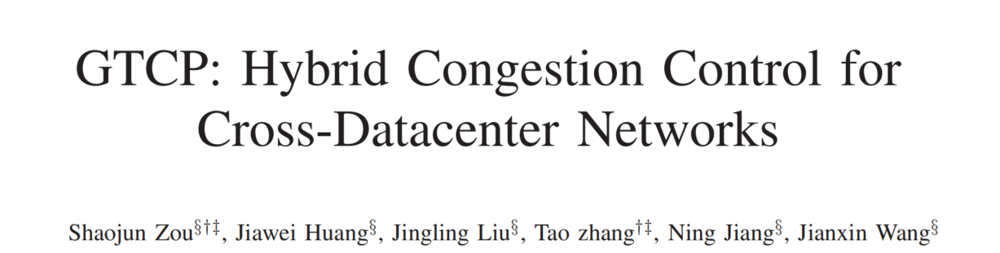 GTCP: Hybrid Congestion Control for
Cross-Datacenter Networks
Shaojun Zou§†‡, Jiawei Huang§, Jingling Liu§, Tao zhang†‡, Ning Jiang§, Jianxin Wang§